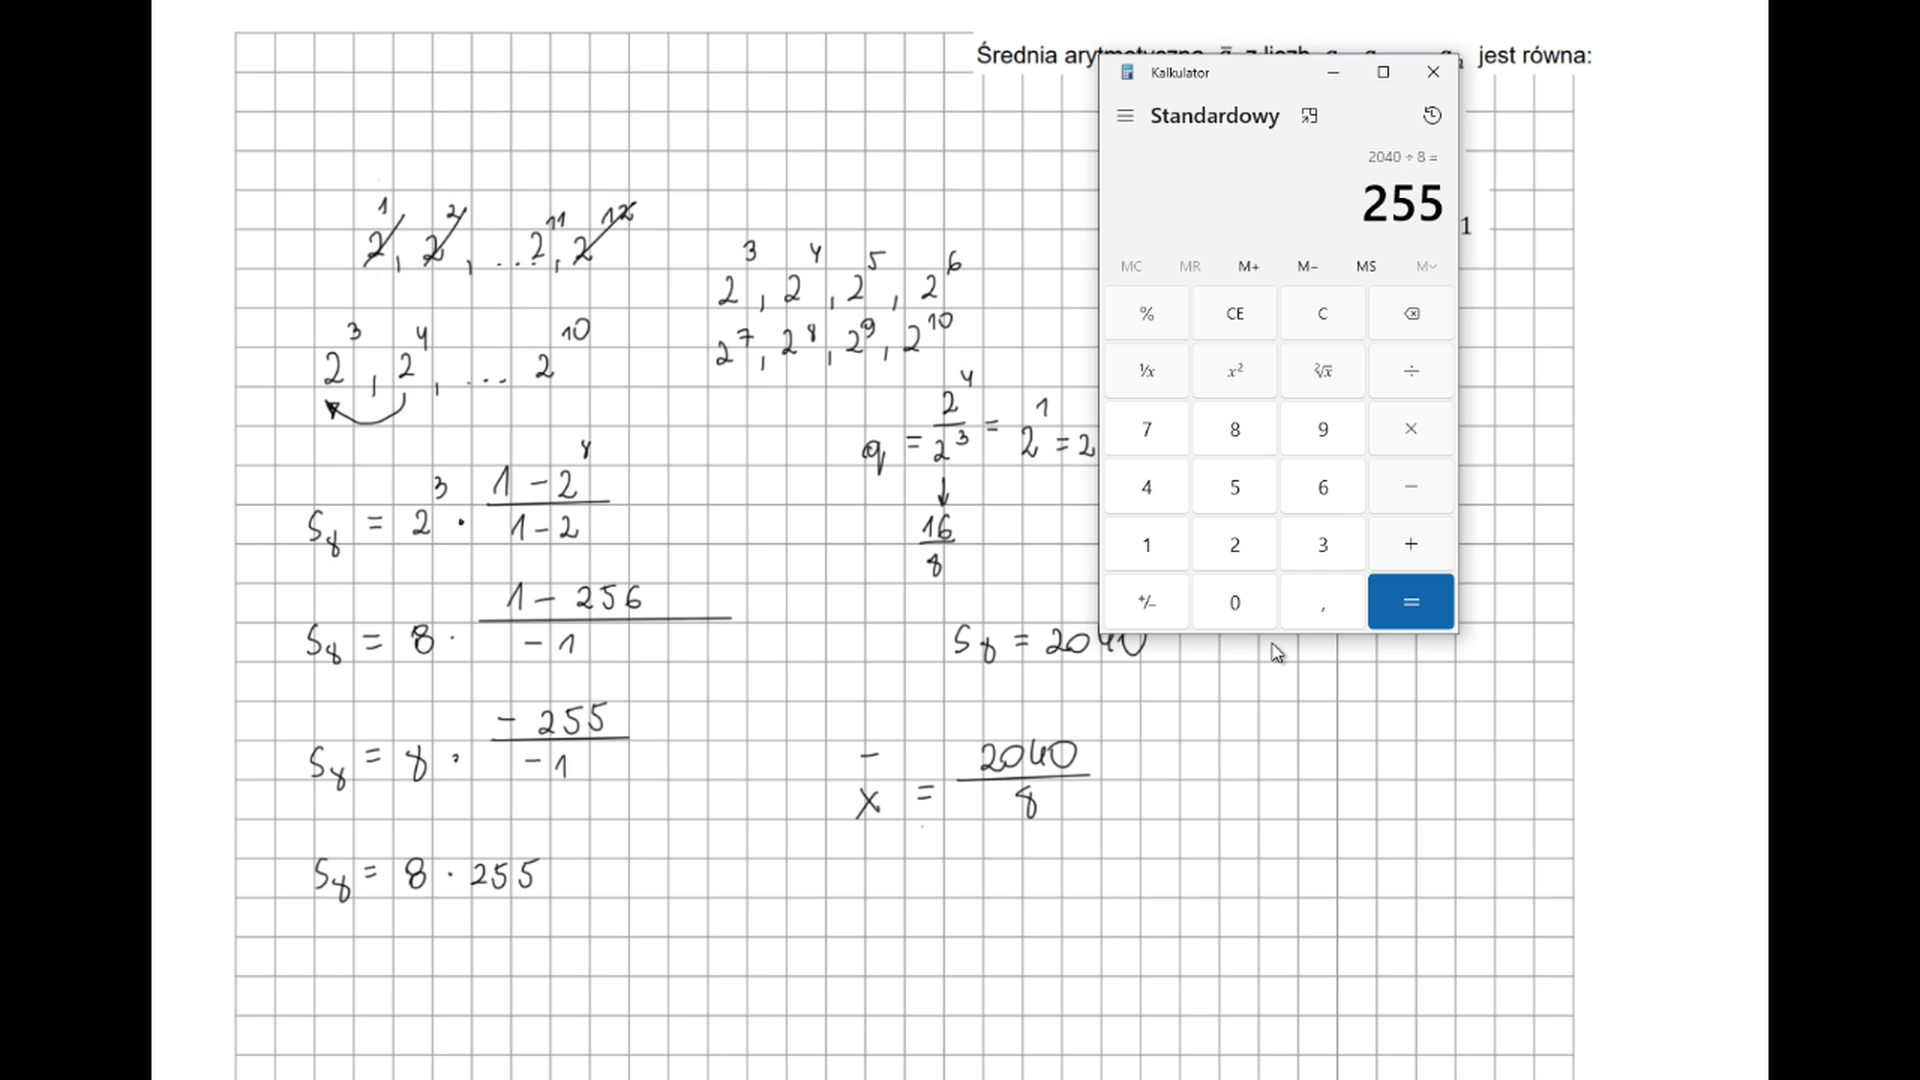 Średnia arytmetyczna jest równa:
Kalkulator
Standardowy
2040 ÷ 8 =
255
1
MC MR M+ M− MS M˅
% CE C
¹/x x² ²√x ÷
7 8 9 ×
4 5 6 −
1 2 3 +
+/− 0 , =
2¹, 2², ... 2¹¹, 2¹²
2³, 2⁴, ... 2¹⁰
2³, 2⁴, 2⁵, 2⁶
2⁷, 2⁸, 2⁹, 2¹⁰
q = 2⁴/2³ = 2¹ = 2
16/8
S₈ = 2³ · (1 − 2⁸)/(1 − 2)
S₈ = 8 · (1 − 256)/(−1)
S₈ = 2040
S₈ = 8 · (−255)/(−1)
x̄ = 2040/8
S₈ = 8 · 255